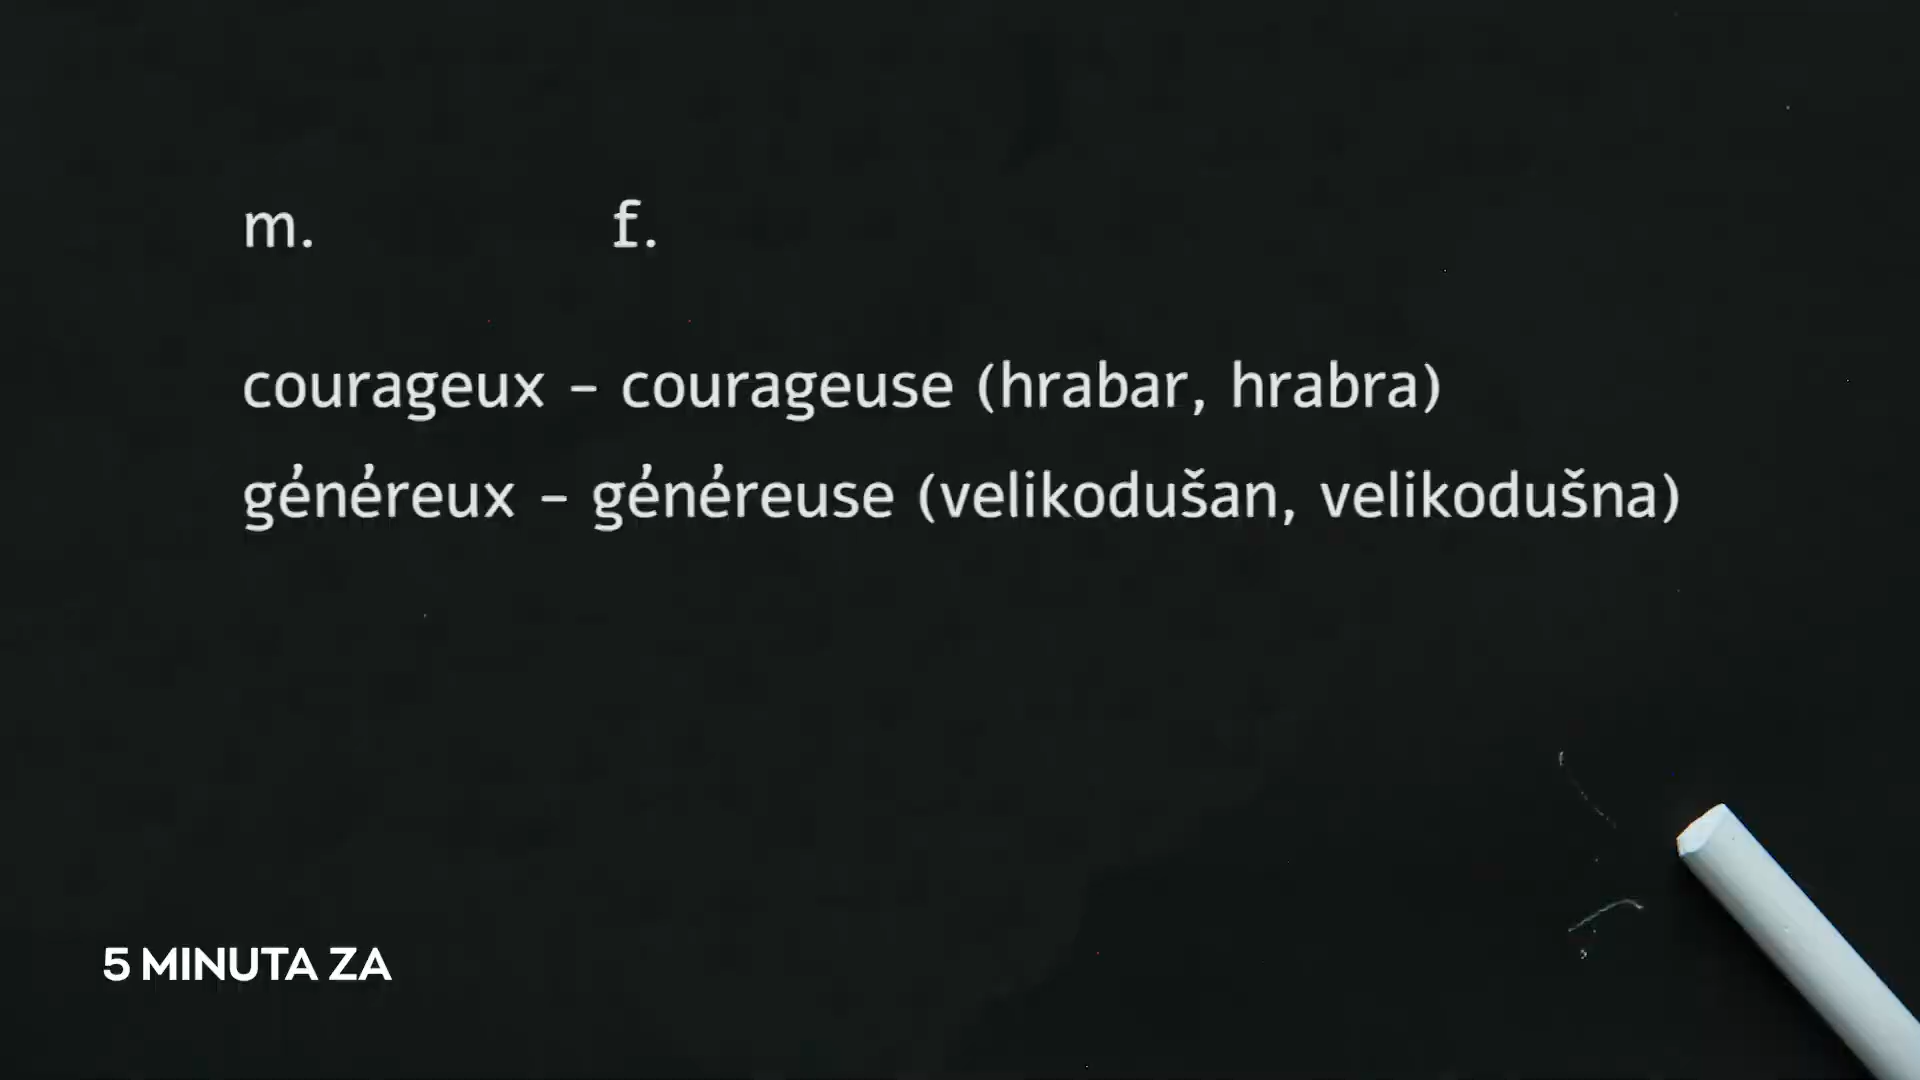 m. f.
courageux – courageuse (hrabar, hrabra)
généreux – généreuse (velikodušan, velikodušna)
5 MINUTA ZA